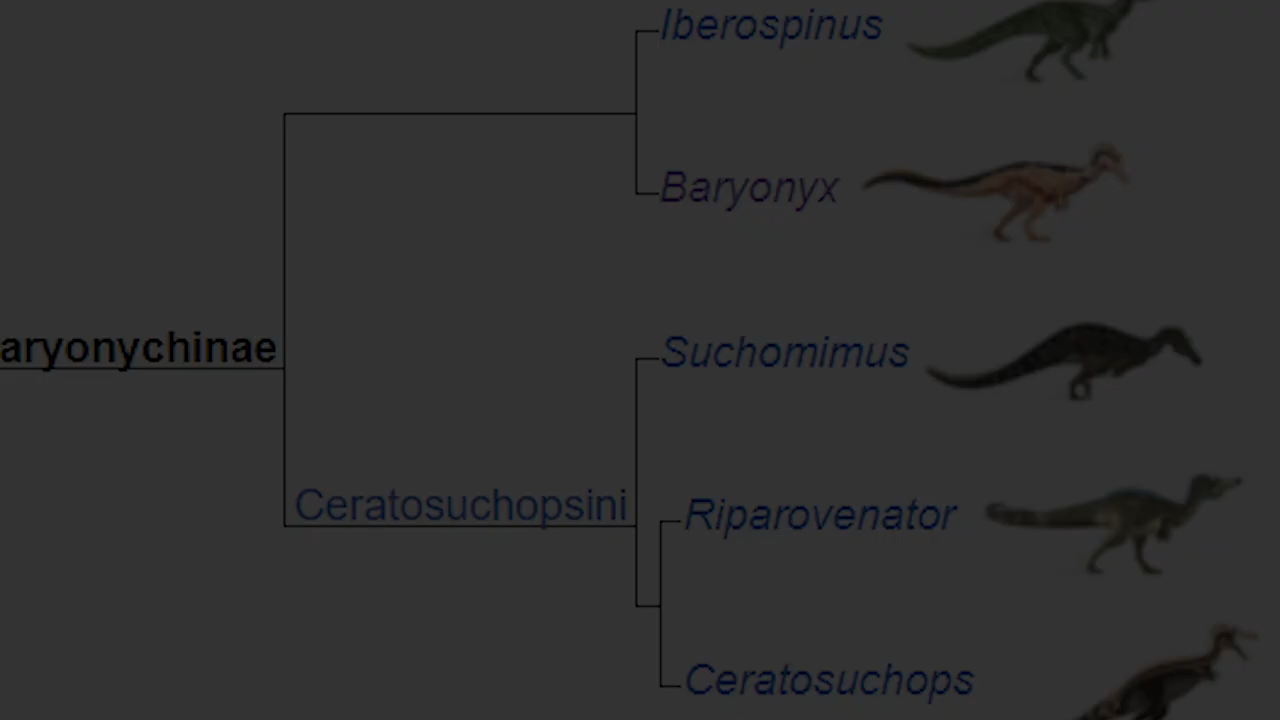 Iberospinus
Baryonyx
aryonychinae
Suchomimus
Ceratosuchopsini
Riparovenator
Ceratosuchops